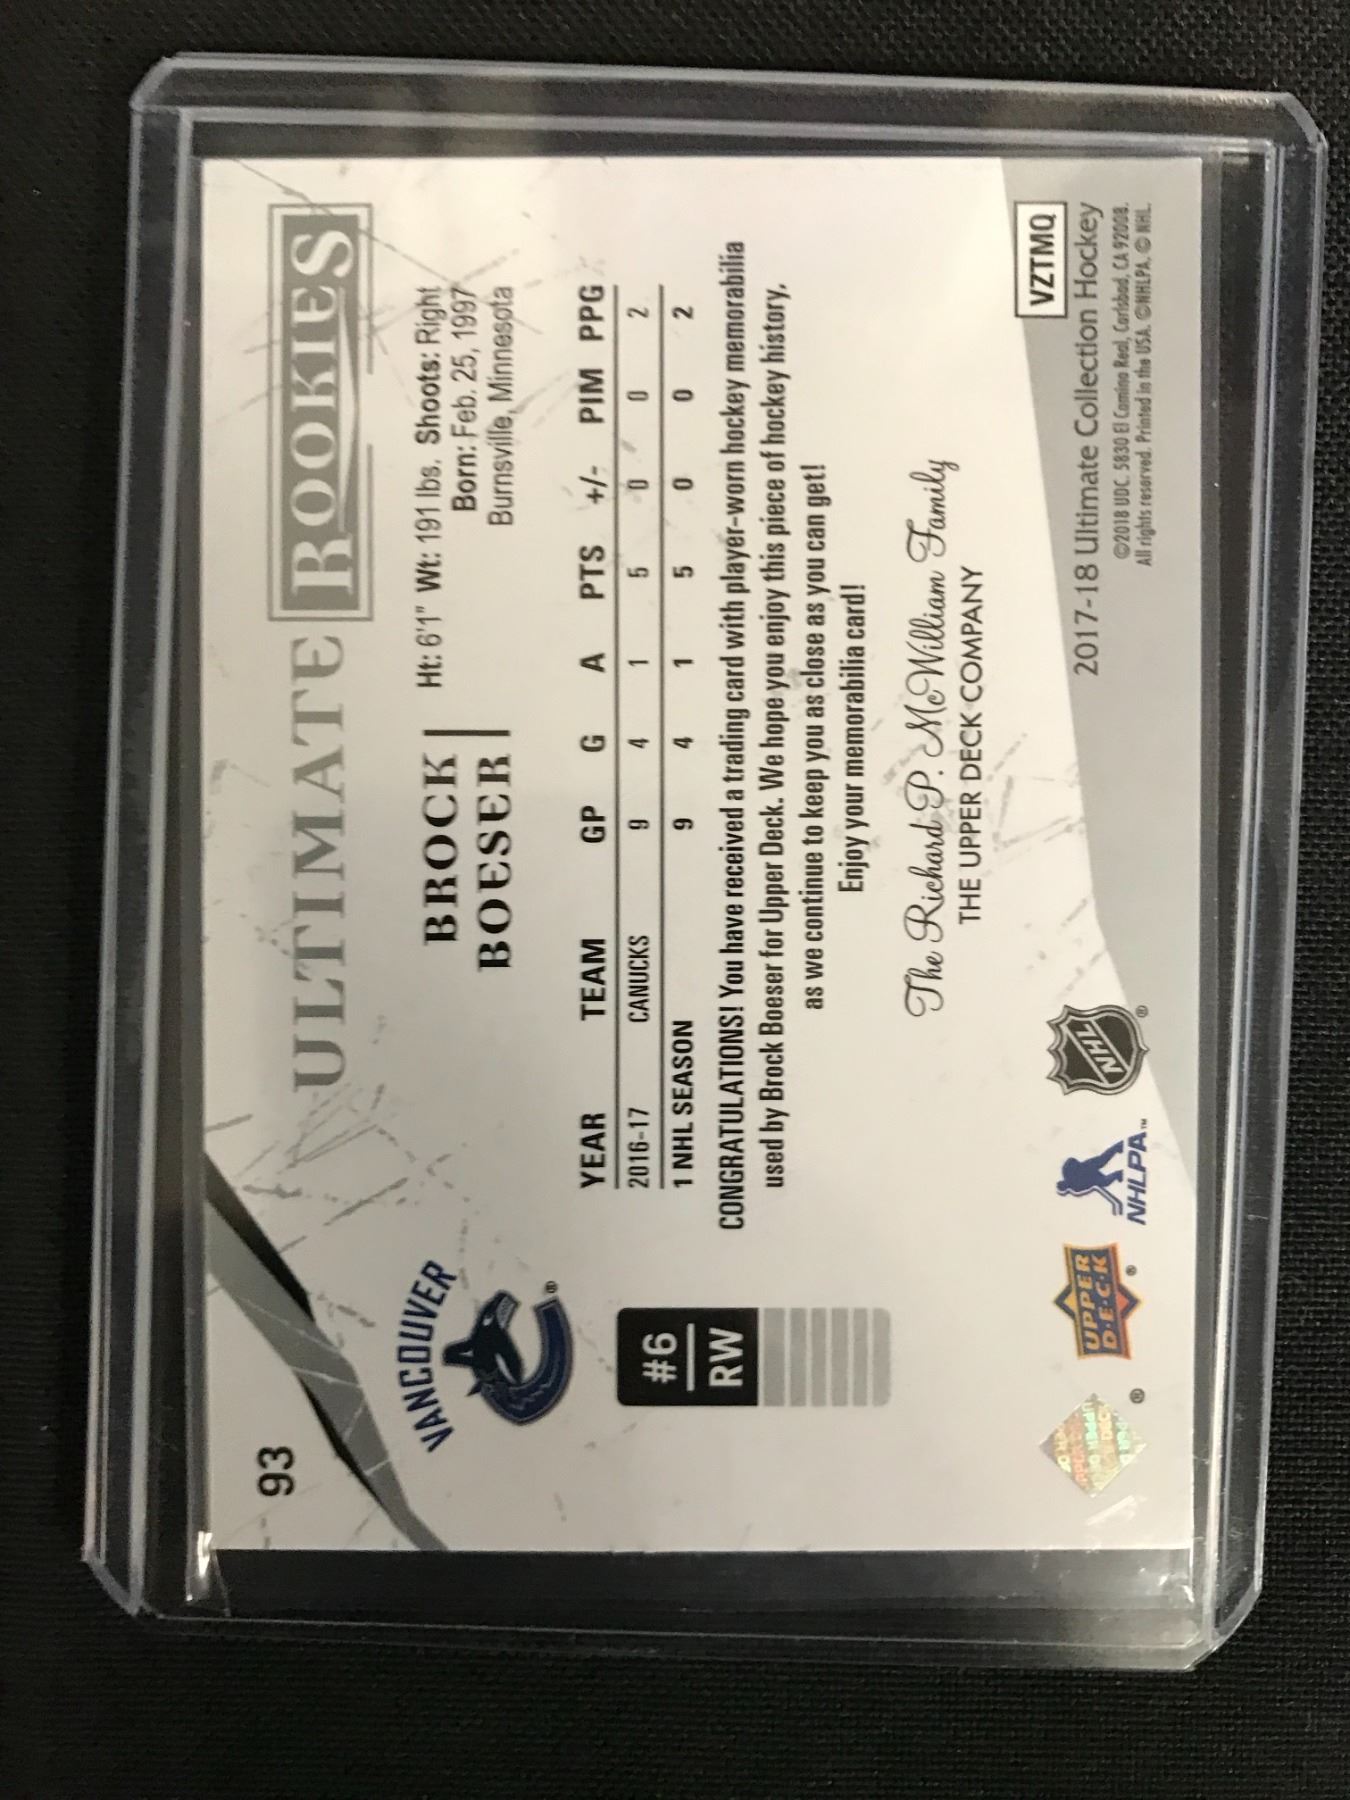 93
ULTIMATE ROOKIES
VANCOUVER
®
BROCK
BOESER
Ht: 6'1" Wt: 191 lbs. Shoots: Right
Born: Feb. 25, 1997
Burnsville, Minnesota
#6
RW
YEAR TEAM GP G A PTS +/- PIM PPG
2016-17 CANUCKS 9 4 1 5 0 0 2
1 NHL SEASON 9 4 1 5 0 0 2
CONGRATULATIONS! You have received a trading card with player-worn hockey memorabilia
used by Brock Boeser for Upper Deck. We hope you enjoy this piece of hockey history,
as we continue to keep you as close as you can get!
Enjoy your memorabilia card!
The Richard P. McWilliam Family
THE UPPER DECK COMPANY
VZTMQ
UPPER
D·E·C·K
®
NHLPA™
NHL
®
®
2017-18 Ultimate Collection Hockey
©2018 UDC. 5830 El Camino Real, Carlsbad, CA 92008.
All rights reserved. Printed in the USA. ©NHLPA. © NHL.